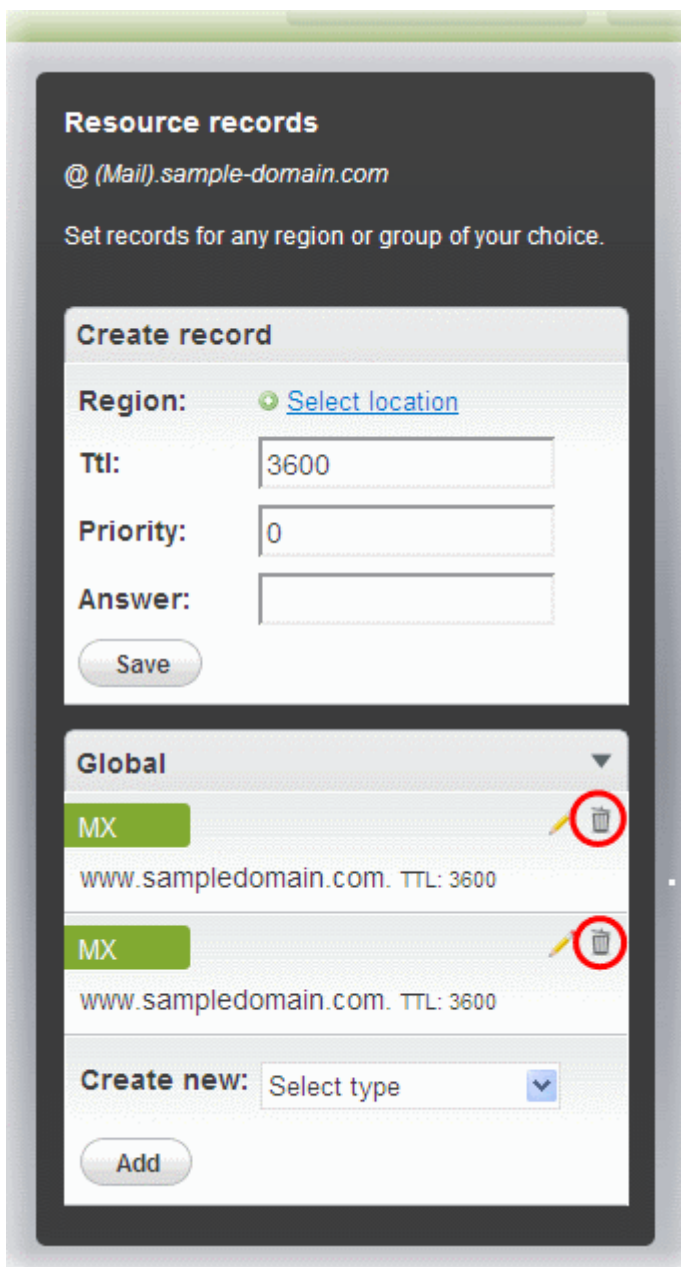 Resource records
@ (Mail).sample-domain.com
Set records for any region or group of your choice.
Create record
Region: Select location
Ttl: 3600
Priority: 0
Answer:
Save
Global
MX
www.sampledomain.com. TTL: 3600
MX
www.sampledomain.com. TTL: 3600
Create new: Select type
Add